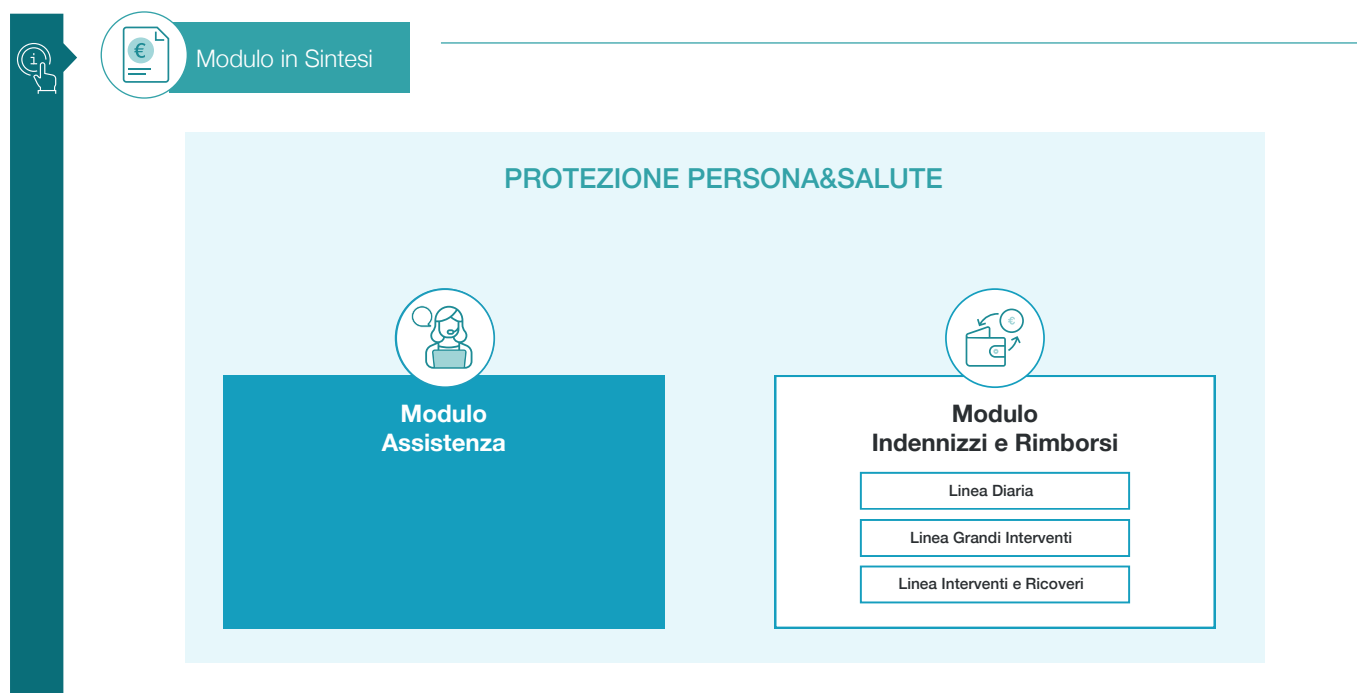 Modulo in Sintesi
PROTEZIONE PERSONA&SALUTE
Modulo
Assistenza
Modulo
Indennizzi e Rimborsi
Linea Diaria
Linea Grandi Interventi
Linea Interventi e Ricoveri